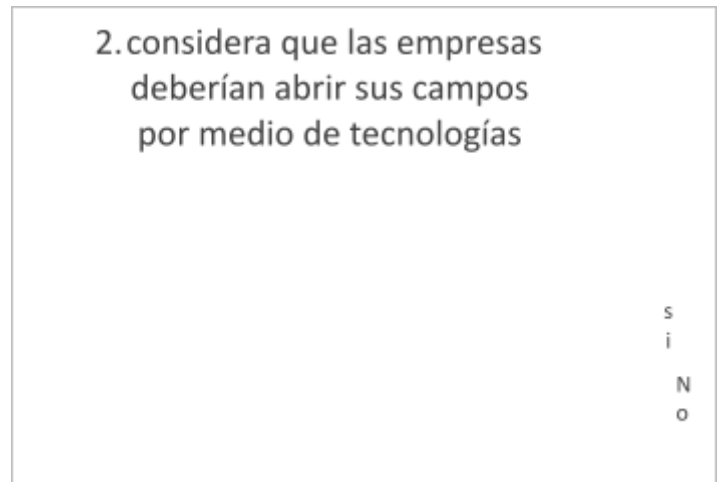 2. considera que las empresas
deberían abrir sus campos
por medio de tecnologías
s
i
N
o